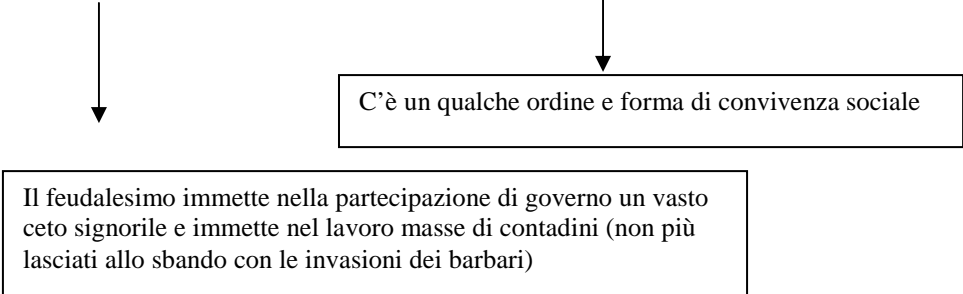 C’è un qualche ordine e forma di convivenza sociale
Il feudalesimo immette nella partecipazione di governo un vasto
ceto signorile e immette nel lavoro masse di contadini (non più
lasciati allo sbando con le invasioni dei barbari)